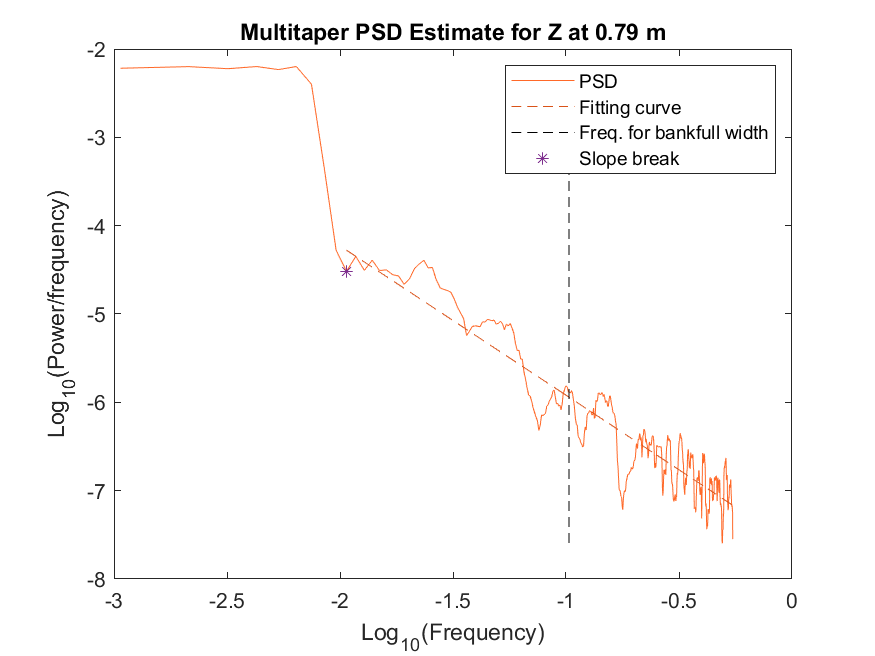 Multitaper PSD Estimate for Z at 0.79 m
PSD
Fitting curve
Freq. for bankfull width
Slope break
Log10(Power/frequency)
-2
-3
-4
-5
-6
-7
-8
-3
-2.5
-2
-1.5
-1
-0.5
0
Log10(Frequency)